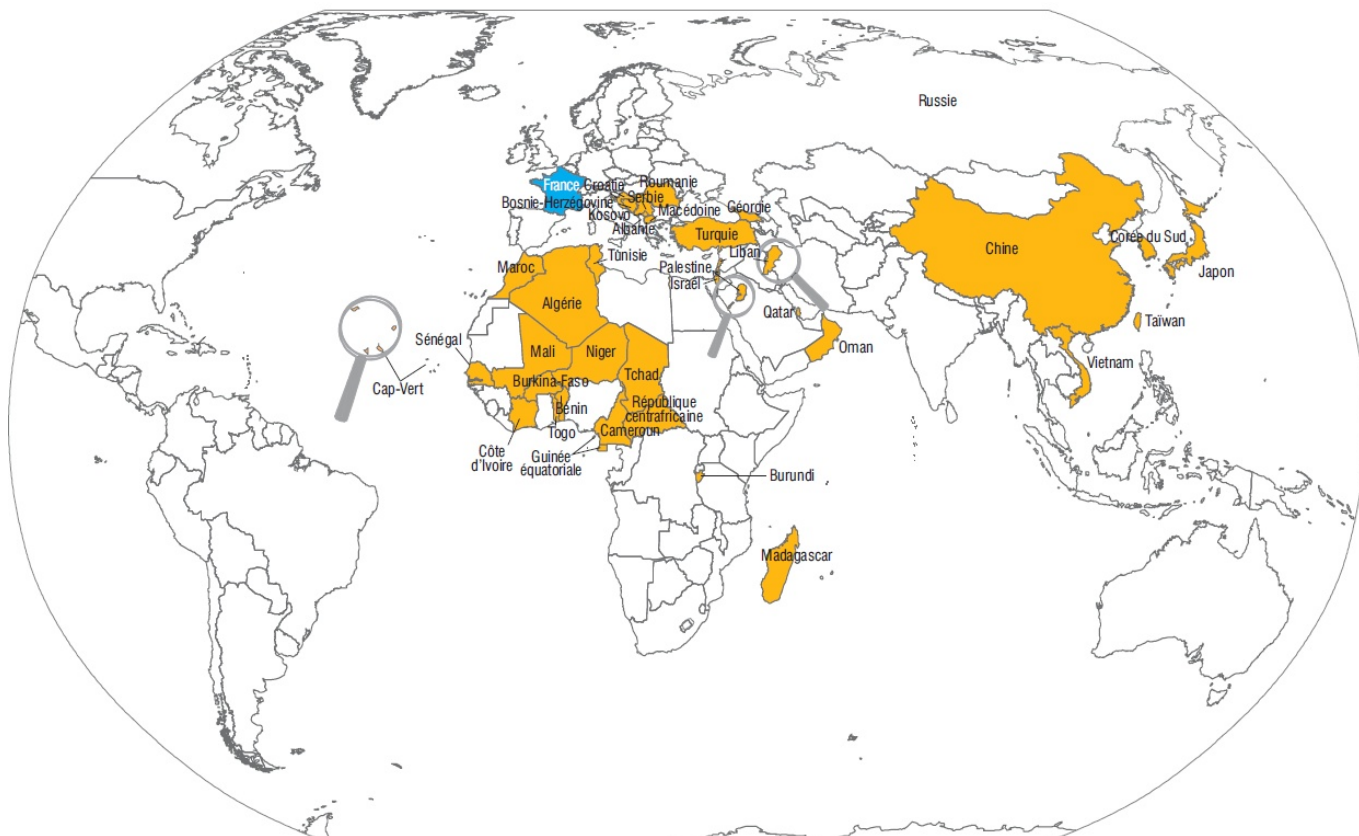 Russie
France
Croatie
Roumanie
Bosnie-Herzégovine
Serbie
Kosovo
Macédoine
Géorgie
Albanie
Turquie
Tunisie
Liban
Maroc
Palestine
Israël
Algérie
Qatar
Oman
Chine
Corée du Sud
Japon
Taïwan
Vietnam
Sénégal
Cap-Vert
Mali
Niger
Tchad
Burkina-Faso
Bénin
Togo
République
centrafricaine
Cameroun
Côte
d'Ivoire
Guinée
équatoriale
Burundi
Madagascar